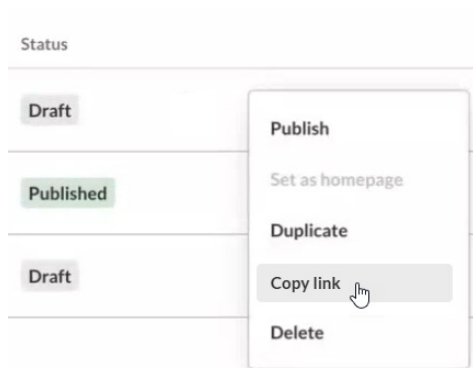 Status
Draft
Published
Draft
Publish
Set as homepage
Duplicate
Copy link
Delete